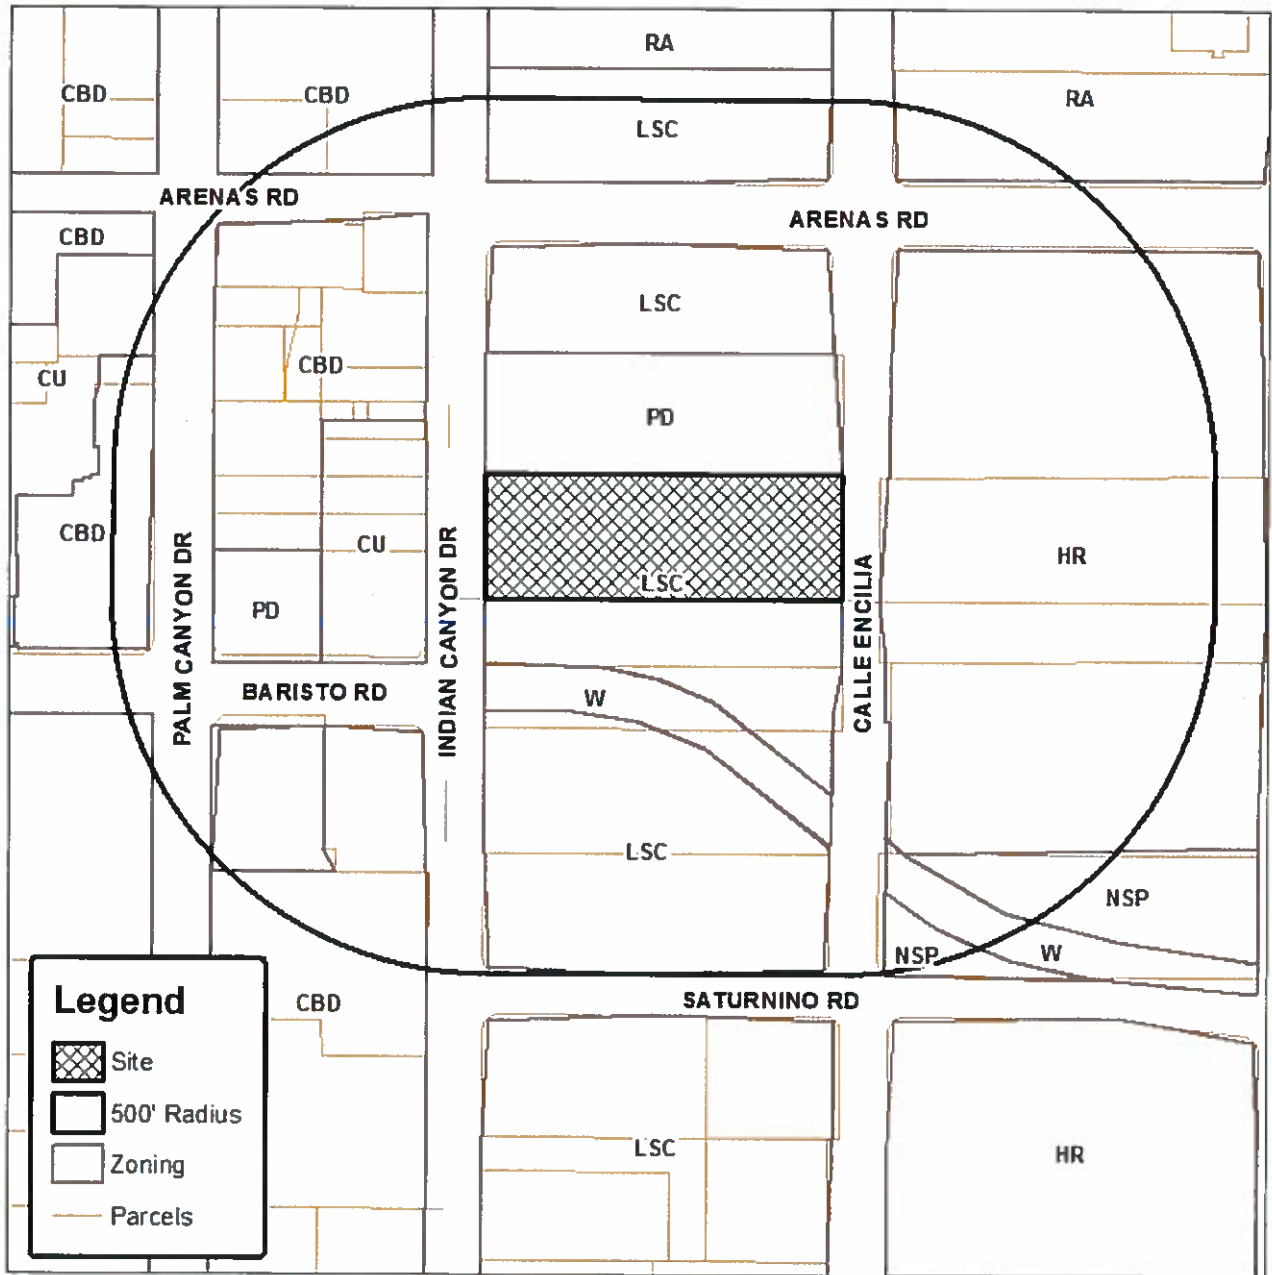 RA
CBD
CBD
RA
LSC
ARENAS RD
ARENAS RD
CBD
LSC
CBD
CU
PD
CBD
CU
LSC
HR
PD
PALM CANYON DR
INDIAN CANYON DR
CALLE ENCILIA
BARISTO RD
W
LSC
NSP
NSP
W
SATURNINO RD
CBD
LSC
HR
Legend
Site
500' Radius
Zoning
Parcels